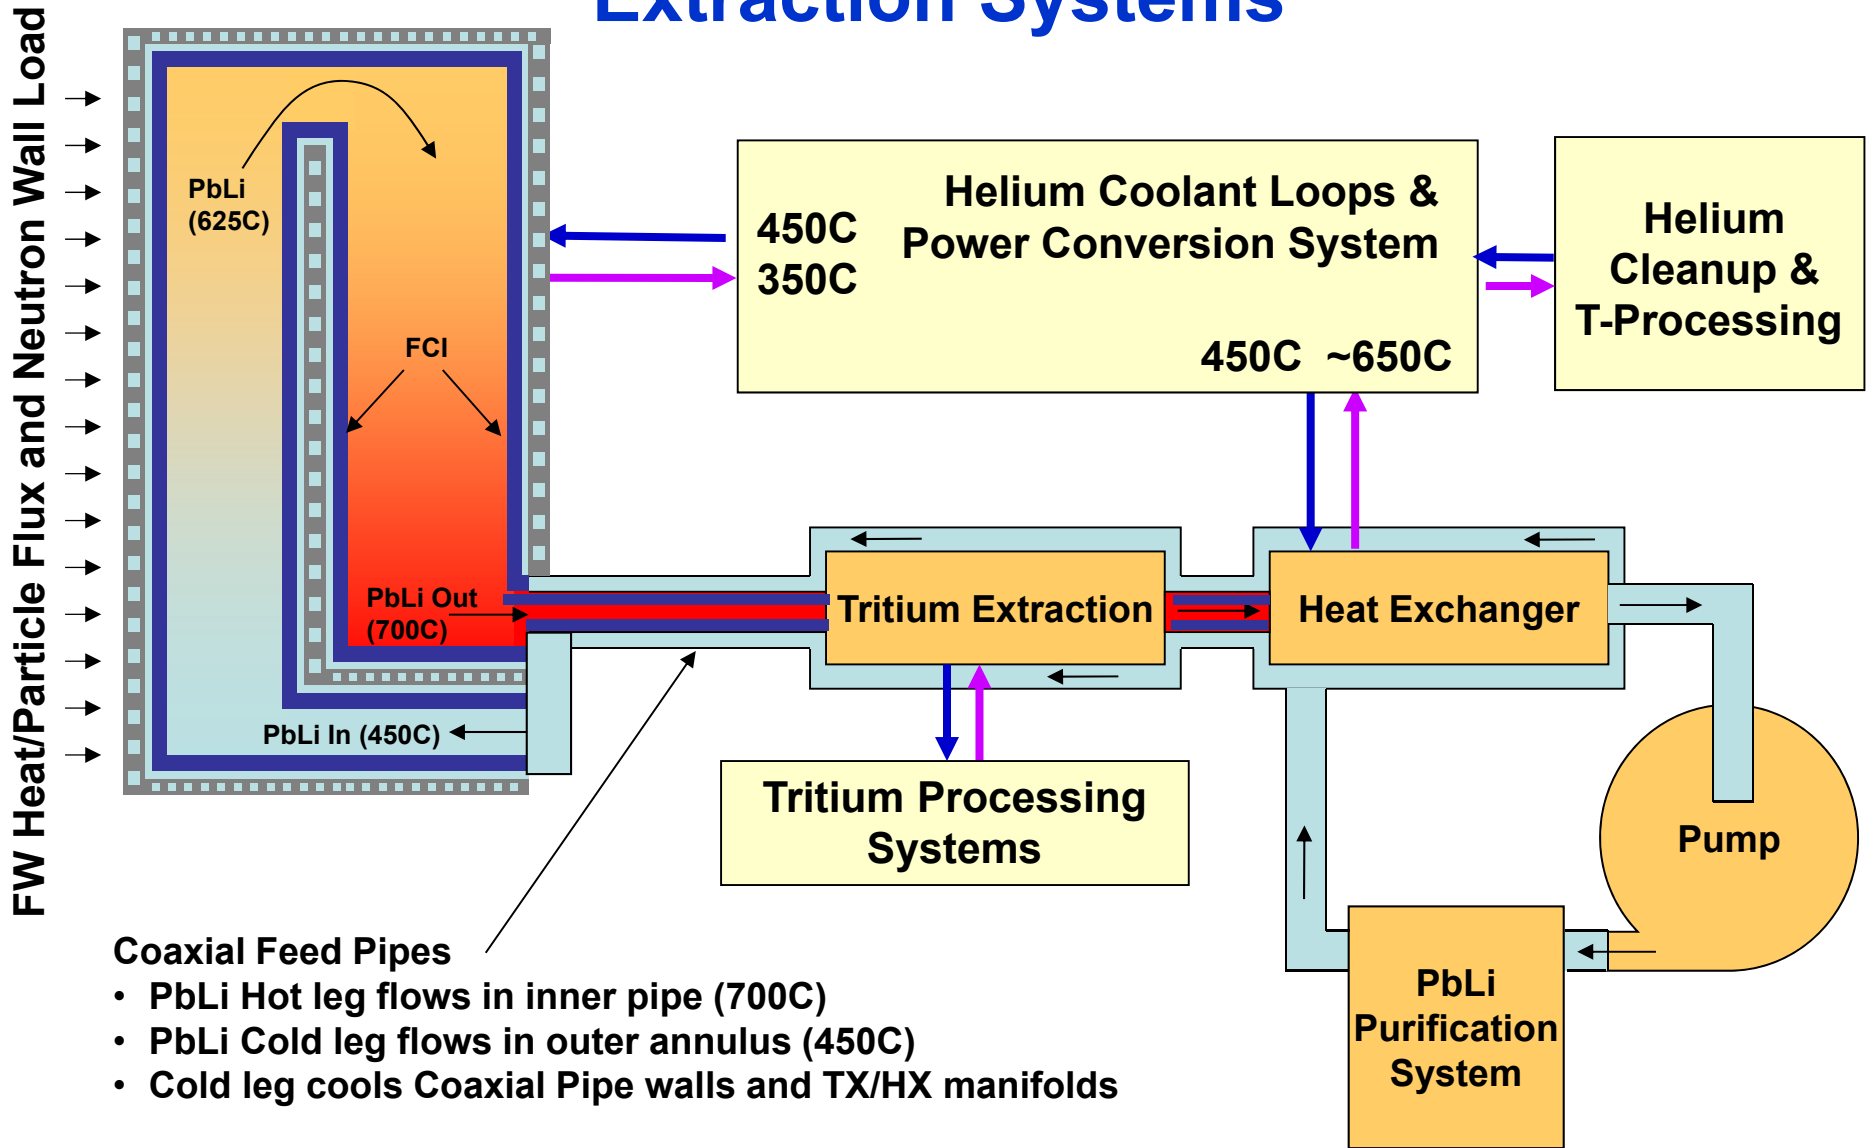 Extraction Systems
FW Heat/Particle Flux and Neutron Wall Load
PbLi
(625C)
FCI
PbLi Out
(700C)
PbLi In (450C)
450C
350C
Helium Coolant Loops &
Power Conversion System
450C ~650C
Helium
Cleanup &
T-Processing
Tritium Extraction
Heat Exchanger
Tritium Processing
Systems
Pump
PbLi
Purification
System
Coaxial Feed Pipes
• PbLi Hot leg flows in inner pipe (700C)
• PbLi Cold leg flows in outer annulus (450C)
• Cold leg cools Coaxial Pipe walls and TX/HX manifolds